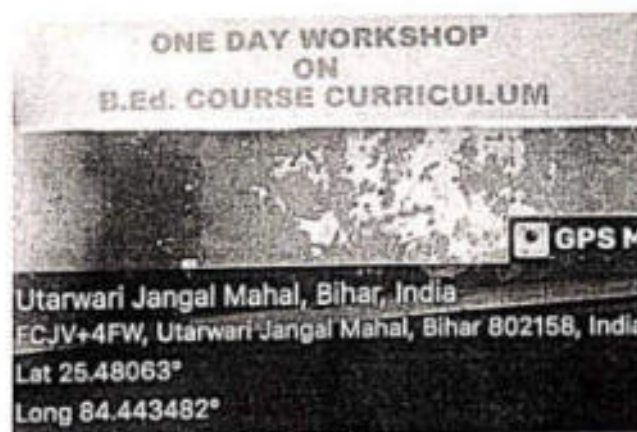 ONE DAY WORKSHOP
ON
B.Ed. COURSE CURRICULUM
GPS M
Utarwari Jangal Mahal, Bihar, India
FCJV+4FW, Utarwari Jangal Mahal, Bihar 802158, India
Lat 25.48063°
Long 84.443482°